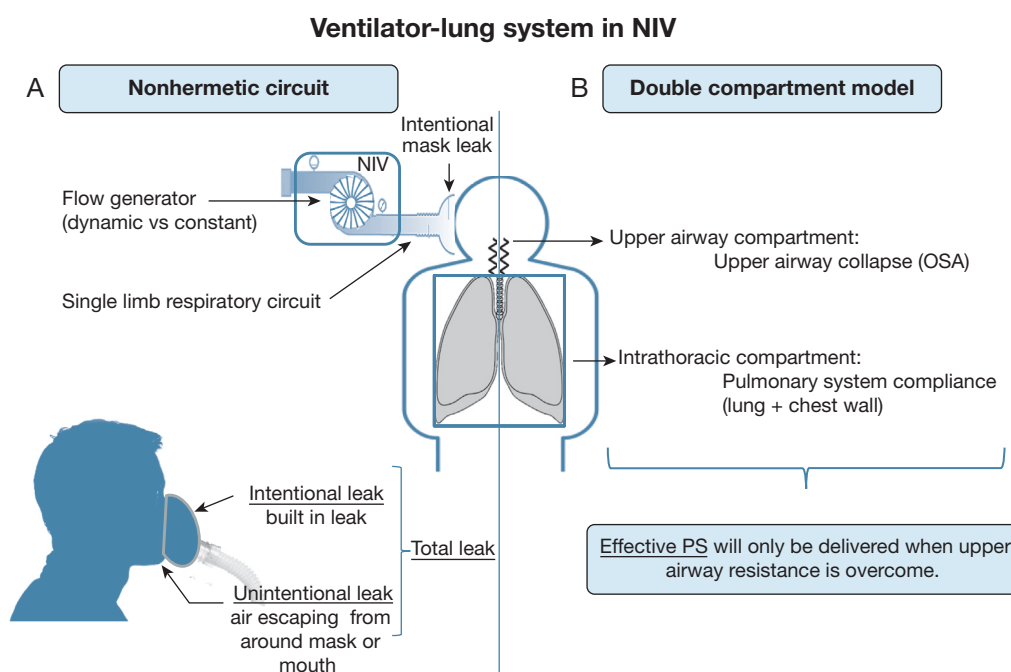 Ventilator-lung system in NIV
A
Nonhermetic circuit
Intentional
mask leak
NIV
Flow generator
(dynamic vs constant)
Single limb respiratory circuit
Intentional leak
built in leak
Total leak
Unintentional leak
air escaping from
around mask or
mouth
B
Double compartment model
Upper airway compartment:
Upper airway collapse (OSA)
Intrathoracic compartment:
Pulmonary system compliance
(lung + chest wall)
Effective PS will only be delivered when upper
airway resistance is overcome.